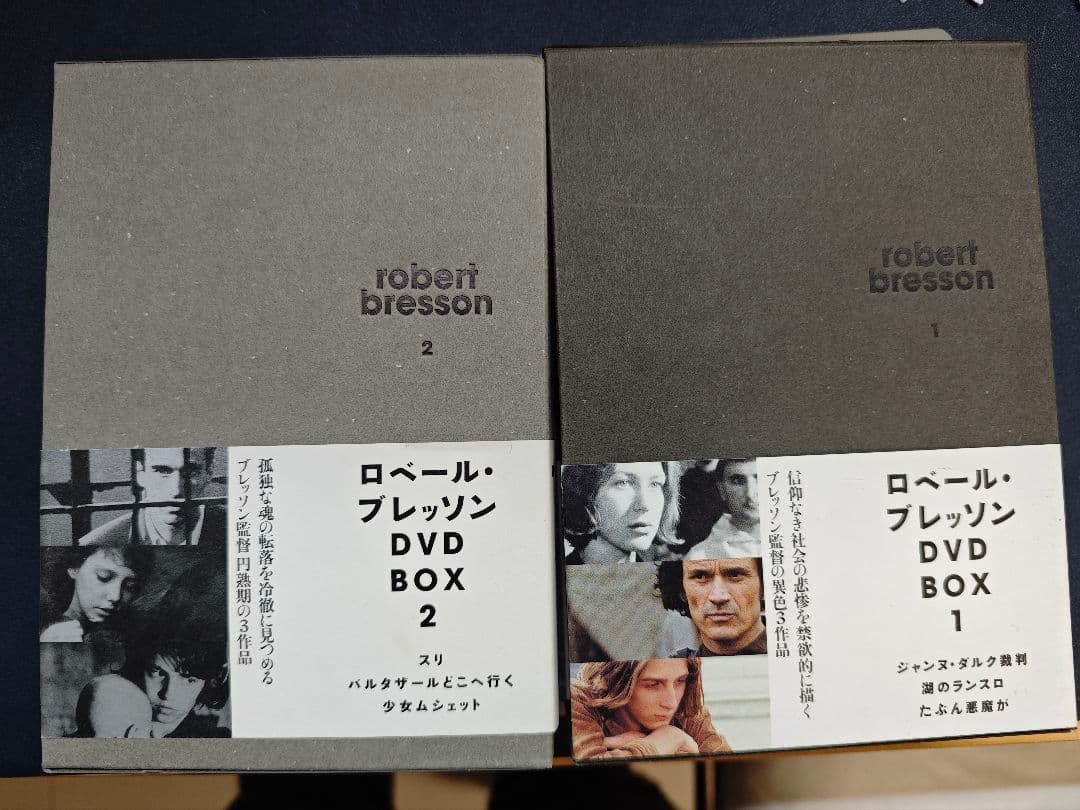 robert
bresson
2
孤独な魂の転落を冷徹に見つめる
ブレッソン監督 円熟期の3作品
ロベール・
ブレッソン
DVD
BOX
2
スリ
バルタザールどこへ行く
少女ムシェット
robert
bresson
1
信仰なき社会の悲惨を禁欲的に描く
ブレッソン監督の異色3作品
ロベール・
ブレッソン
DVD
BOX
1
ジャンヌ・ダルク裁判
湖のランスロ
たぶん悪魔が